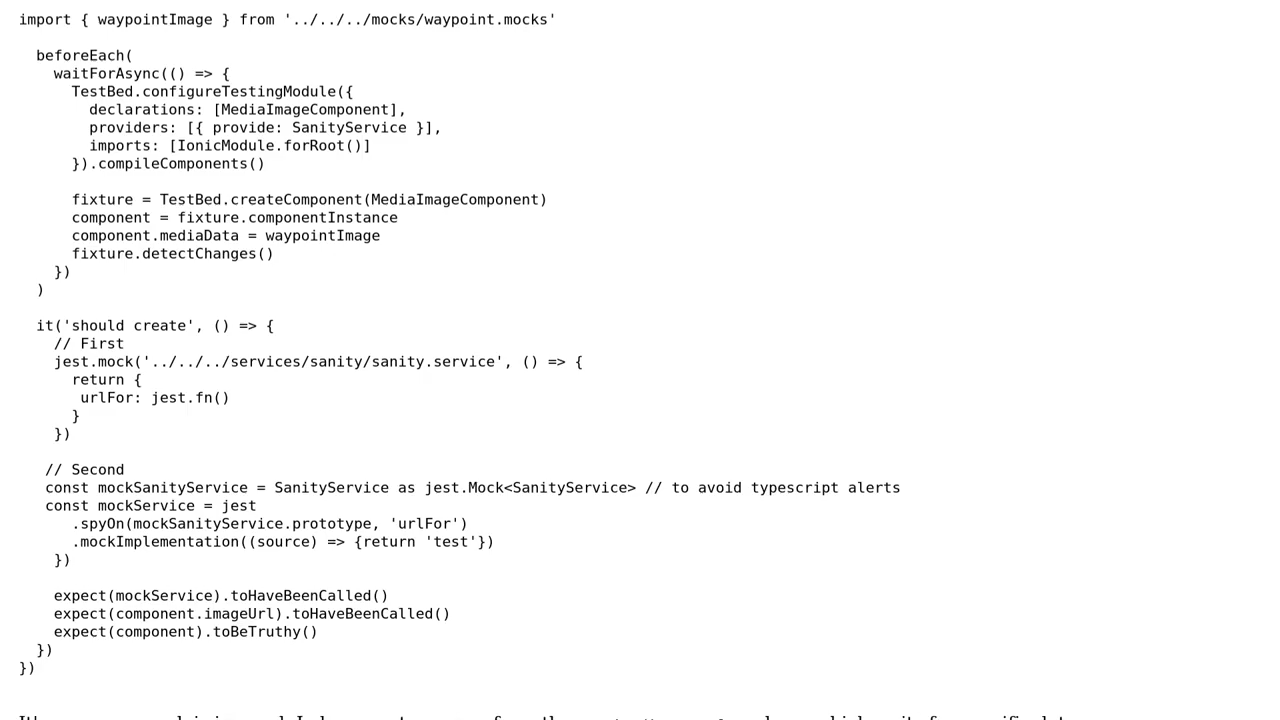 import { waypointImage } from '../../../mocks/waypoint.mocks'
beforeEach(
waitForAsync(() => {
TestBed.configureTestingModule({
declarations: [MediaImageComponent],
providers: [{ provide: SanityService }],
imports: [IonicModule.forRoot()]
}).compileComponents()
fixture = TestBed.createComponent(MediaImageComponent)
component = fixture.componentInstance
component.mediaData = waypointImage
fixture.detectChanges()
})
)
it('should create', () => {
// First
jest.mock('../../../services/sanity/sanity.service', () => {
return {
urlFor: jest.fn()
}
})
// Second
const mockSanityService = SanityService as jest.Mock<SanityService> // to avoid typescript alerts
const mockService = jest
.spyOn(mockSanityService.prototype, 'urlFor')
.mockImplementation((source) => {return 'test'})
})
expect(mockService).toHaveBeenCalled()
expect(component.imageUrl).toHaveBeenCalled()
expect(component).toBeTruthy()
})
})